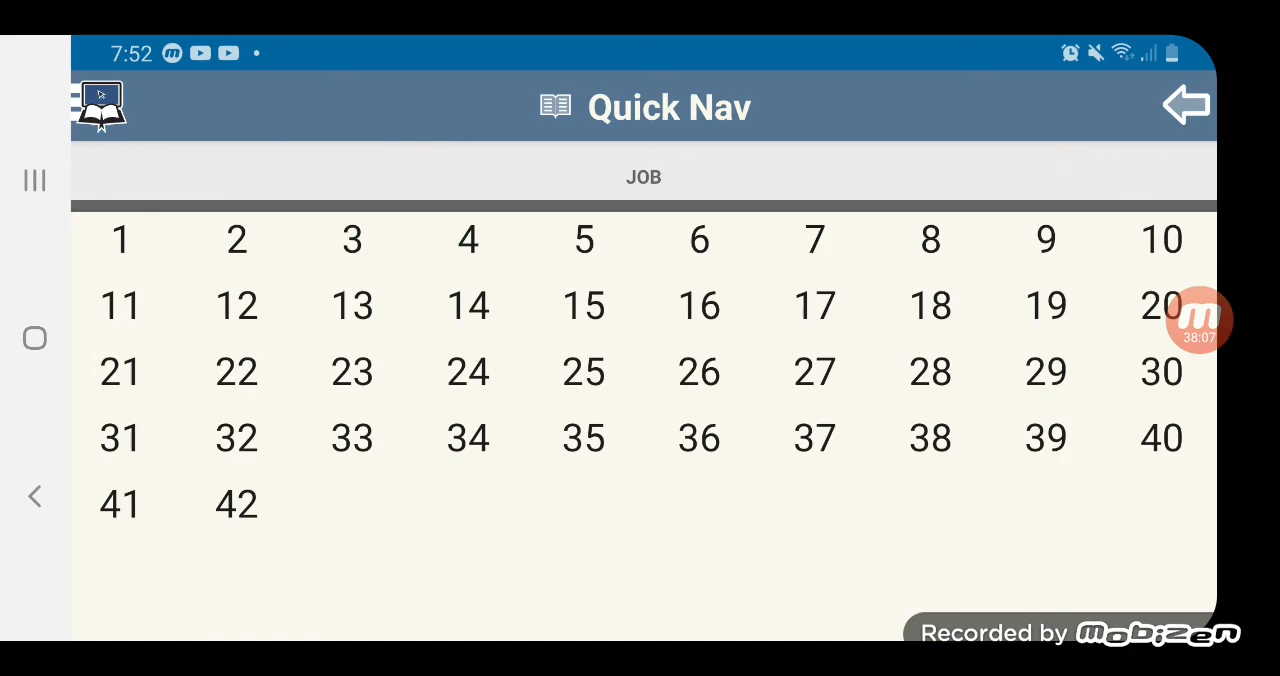 7:52
Quick Nav
JOB
1 2 3 4 5 6 7 8 9 10
11 12 13 14 15 16 17 18 19 20
21 22 23 24 25 26 27 28 29 30
38:07
31 32 33 34 35 36 37 38 39 40
41 42
Recorded by mobizen